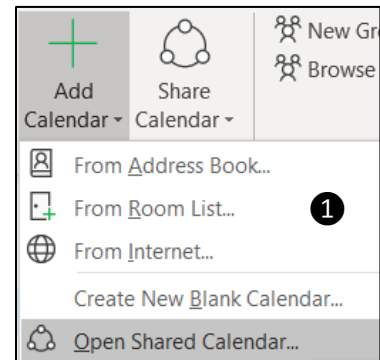 Add
Calendar
Share
Calendar
New Gr
Browse
From Address Book...
From Room List...
1
From Internet...
Create New Blank Calendar...
Open Shared Calendar...